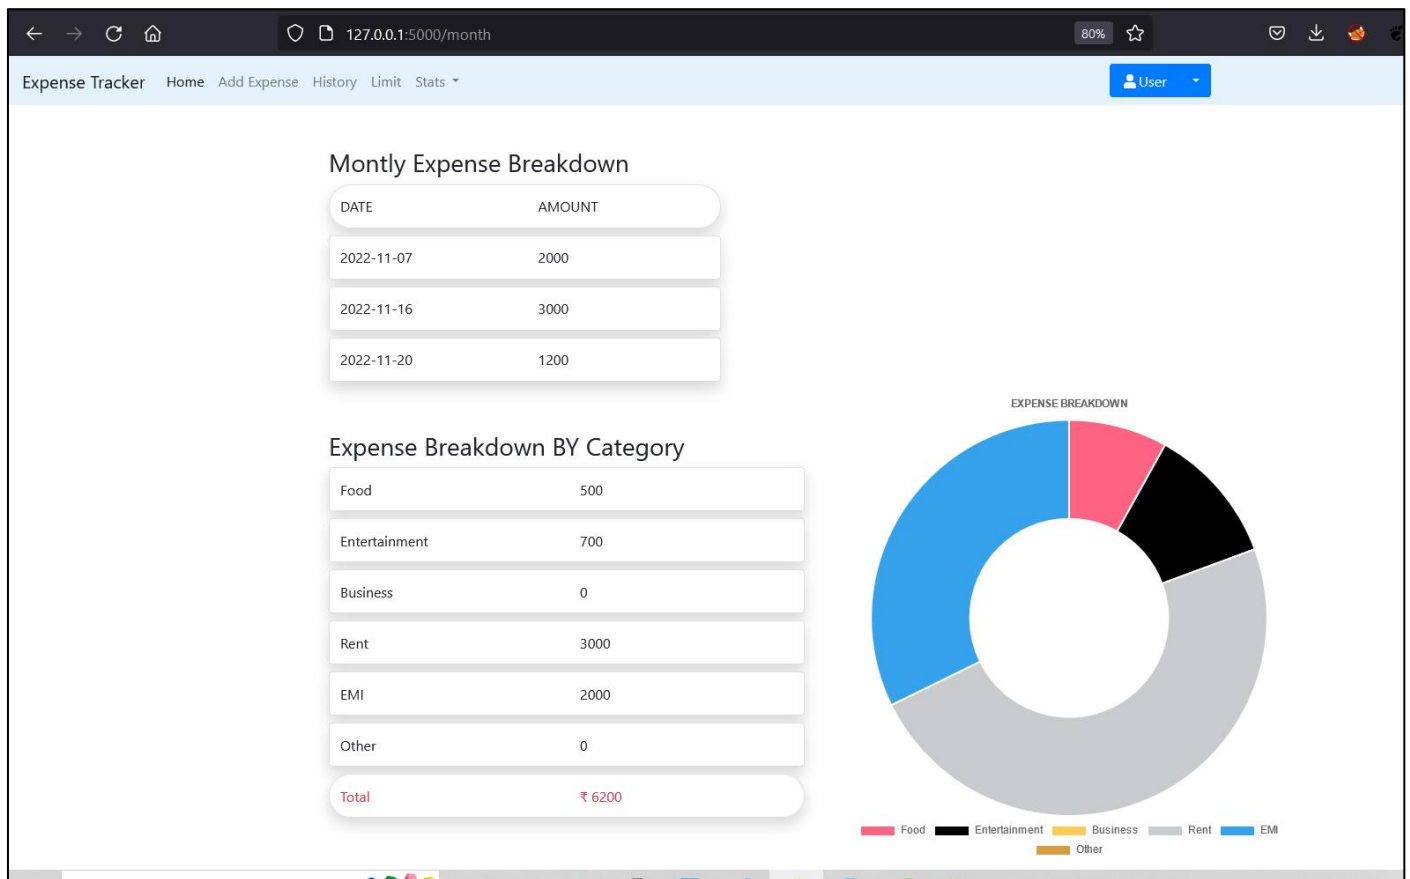 127.0.0.1:5000/month 80%
Expense Tracker Home Add Expense History Limit Stats User
Montly Expense Breakdown
DATE AMOUNT
2022-11-07 2000
2022-11-16 3000
2022-11-20 1200
EXPENSE BREAKDOWN
Expense Breakdown BY Category
Food 500
Entertainment 700
Business 0
Rent 3000
EMI 2000
Other 0
Total ₹ 6200
Food Entertainment Business Rent EMI
Other